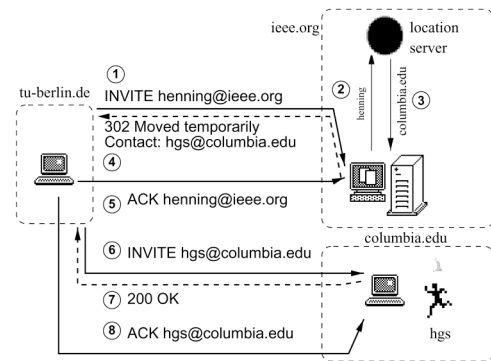 ieee.org
location
server
①
tu-berlin.de
INVITE henning@ieee.org
②
henning
columbia.edu
③
302 Moved temporarily
Contact: hgs@columbia.edu
④
⑤ ACK henning@ieee.org
columbia.edu
⑥ INVITE hgs@columbia.edu
⑦ 200 OK
⑧ ACK hgs@columbia.edu
hgs